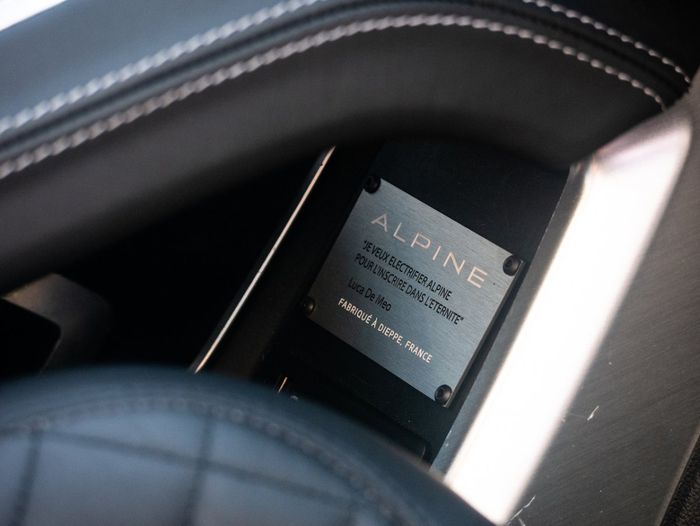 ALPINE
"JE VEUX ELECTRIFIER ALPINE
POUR L'INSCRIRE DANS L'ETERNITE"
Luca De Meo
FABRIQUÉ À DIEPPE, FRANCE